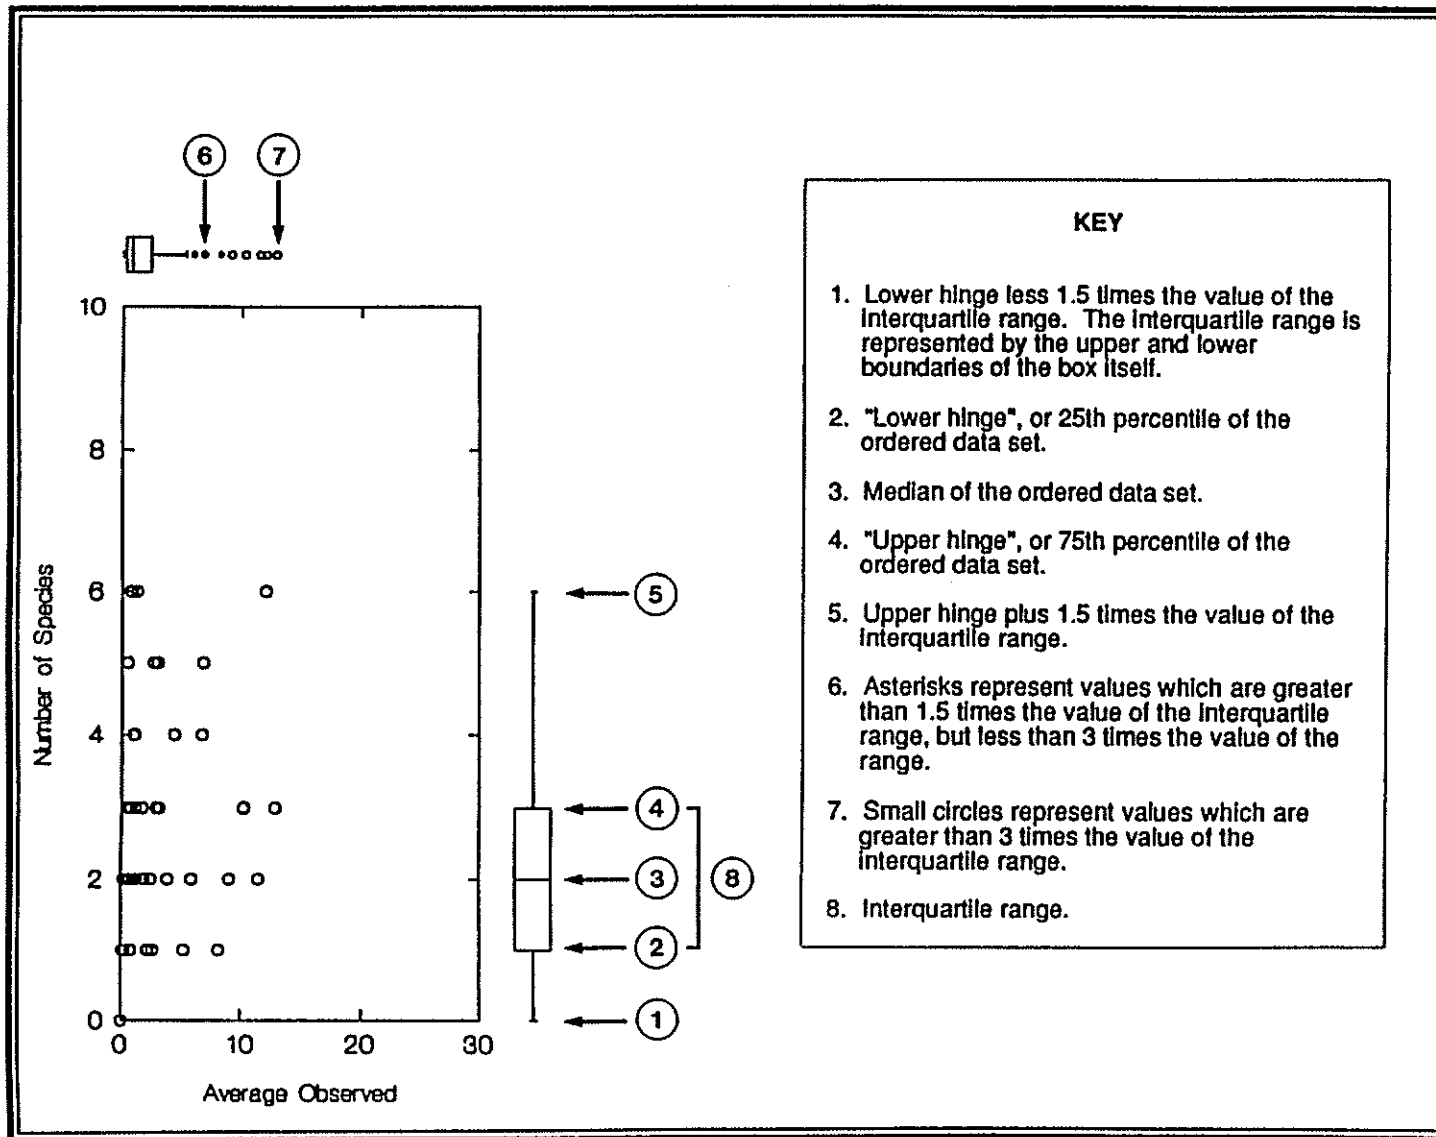 6
7
10
8
6
4
2
0
0
10
20
30
Number of Species
Average Observed
5
4
3
8
2
1
KEY
1. Lower hinge less 1.5 times the value of the
interquartile range. The interquartile range is
represented by the upper and lower
boundaries of the box itself.
2. "Lower hinge", or 25th percentile of the
ordered data set.
3. Median of the ordered data set.
4. "Upper hinge", or 75th percentile of the
ordered data set.
5. Upper hinge plus 1.5 times the value of the
interquartile range.
6. Asterisks represent values which are greater
than 1.5 times the value of the interquartile
range, but less than 3 times the value of the
range.
7. Small circles represent values which are
greater than 3 times the value of the
interquartile range.
8. Interquartile range.